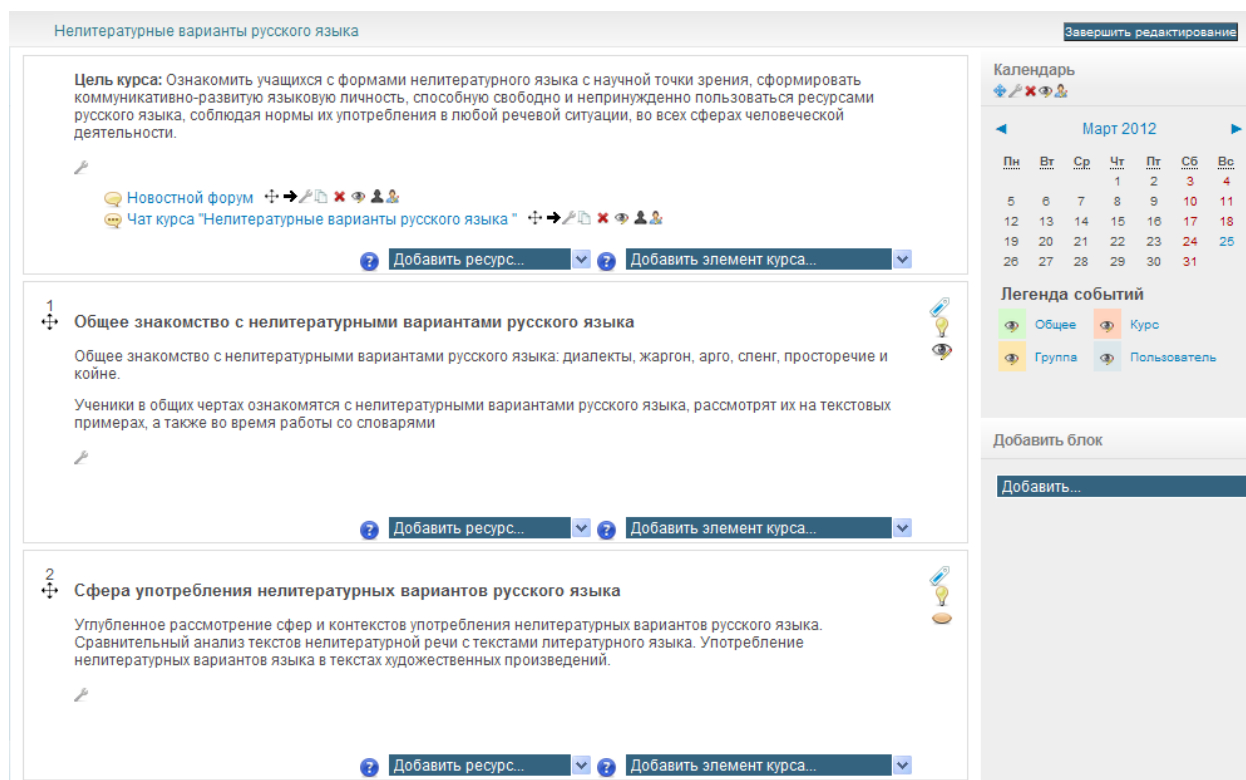 Нелитературные варианты русского языка
Завершить редактирование
Цель курса: Ознакомить учащихся с формами нелитературного языка с научной точки зрения, сформировать
коммуникативно-развитую языковую личность, способную свободно и непринужденно пользоваться ресурсами
русского языка, соблюдая нормы их употребления в любой речевой ситуации, во всех сферах человеческой
деятельности.
Новостной форум
Чат курса "Нелитературные варианты русского языка "
Добавить ресурс... Добавить элемент курса...
1
Общее знакомство с нелитературными вариантами русского языка
Общее знакомство с нелитературными вариантами русского языка: диалекты, жаргон, арго, сленг, просторечие и
койне.
Ученики в общих чертах ознакомятся с нелитературными вариантами русского языка, рассмотрят их на текстовых
примерах, а также во время работы со словарями
Добавить ресурс... Добавить элемент курса...
2
Сфера употребления нелитературных вариантов русского языка
Углубленное рассмотрение сфер и контекстов употребления нелитературных вариантов русского языка.
Сравнительный анализ текстов нелитературной речи с текстами литературного языка. Употребление
нелитературных вариантов языка в текстах художественных произведений.
Добавить ресурс... Добавить элемент курса...
Календарь
Март 2012
Пн Вт Ср Чт Пт Сб Вс
1 2 3 4
5 6 7 8 9 10 11
12 13 14 15 16 17 18
19 20 21 22 23 24 25
26 27 28 29 30 31
Легенда событий
Общее Курс
Группа Пользователь
Добавить блок
Добавить...